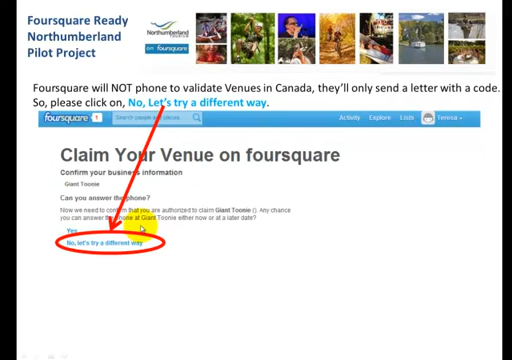 Foursquare Ready
Northumberland
Pilot Project
Northumberland
TOURISM
on foursquare
Foursquare will NOT phone to validate Venues in Canada, they'll only send a letter with a code.
So, please click on, No, Let's try a different way.
foursquare 1 Search people and places Activity Explore Lists Teresa
Claim Your Venue on foursquare
Confirm your business information
Giant Toonie
Can you answer the phone?
Now we need to confirm that you are authorized to claim Giant Toonie (). Any chance
you can answer the phone at Giant Toonie either now or at a later date?
Yes
No, let's try a different way